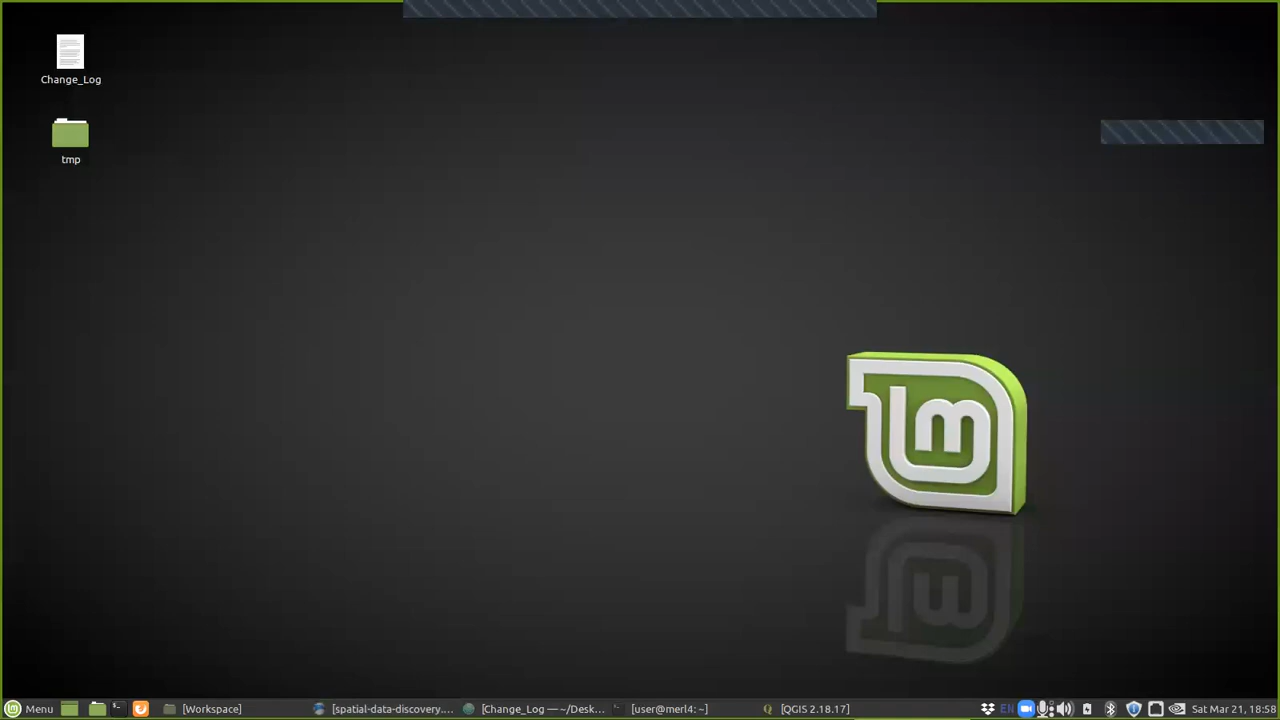 Change_Log
tmp
lm
Menu
[Workspace]
[spatial-data-discovery....
[Change_Log —~/Desk...
[user@merl4: ~]
[QGIS 2.18.17]
EN
Sat Mar 21, 18:58